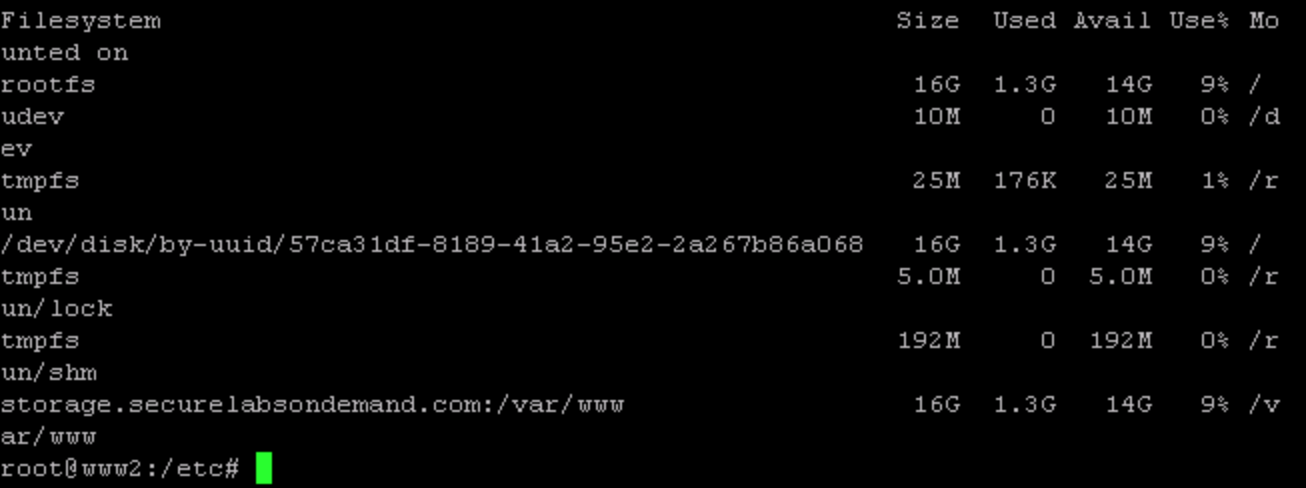 Filesystem                                              Size  Used Avail Use% Mo
unted on
rootfs                                                   16G  1.3G   14G   9% /
udev                                                     10M     0   10M   0% /d
ev
tmpfs                                                    25M  176K   25M   1% /r
un
/dev/disk/by-uuid/57ca31df-8189-41a2-95e2-2a267b86a068   16G  1.3G   14G   9% /
tmpfs                                                   5.0M     0  5.0M   0% /r
un/lock
tmpfs                                                   192M     0  192M   0% /r
un/shm
storage.securelabsondemand.com:/var/www                  16G  1.3G   14G   9% /v
ar/www
root@www2:/etc#